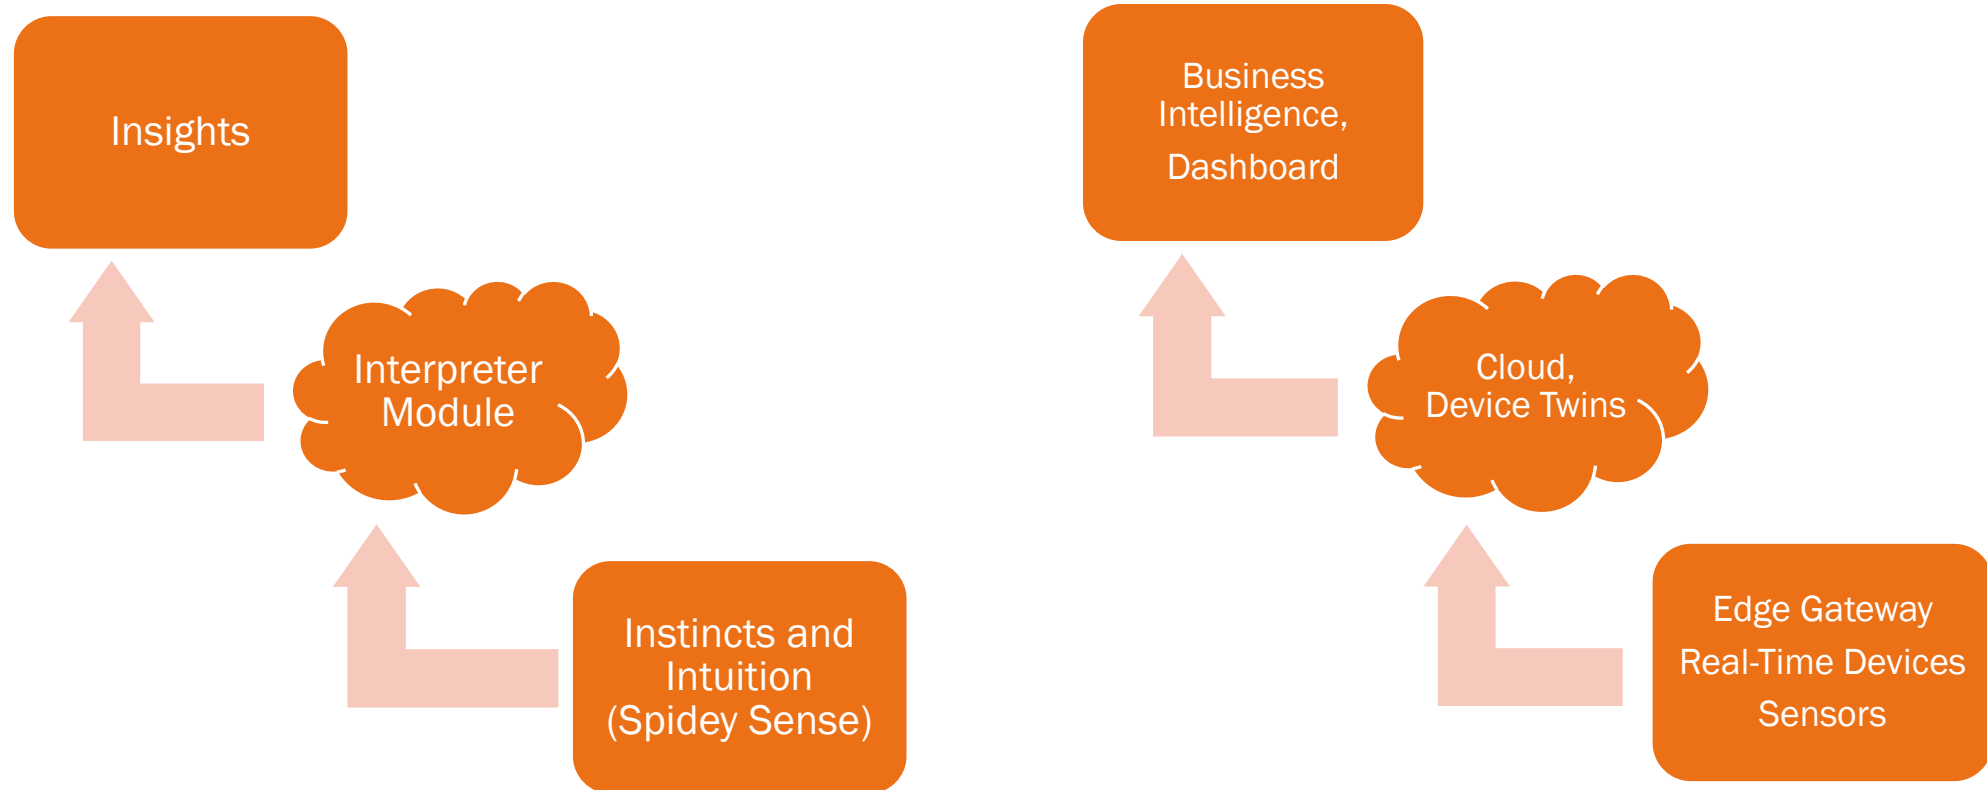 Insights
Interpreter
Module
Instincts and
Intuition
(Spidey Sense)
Business
Intelligence,
Dashboard
Cloud,
Device Twins
Edge Gateway
Real-Time Devices
Sensors